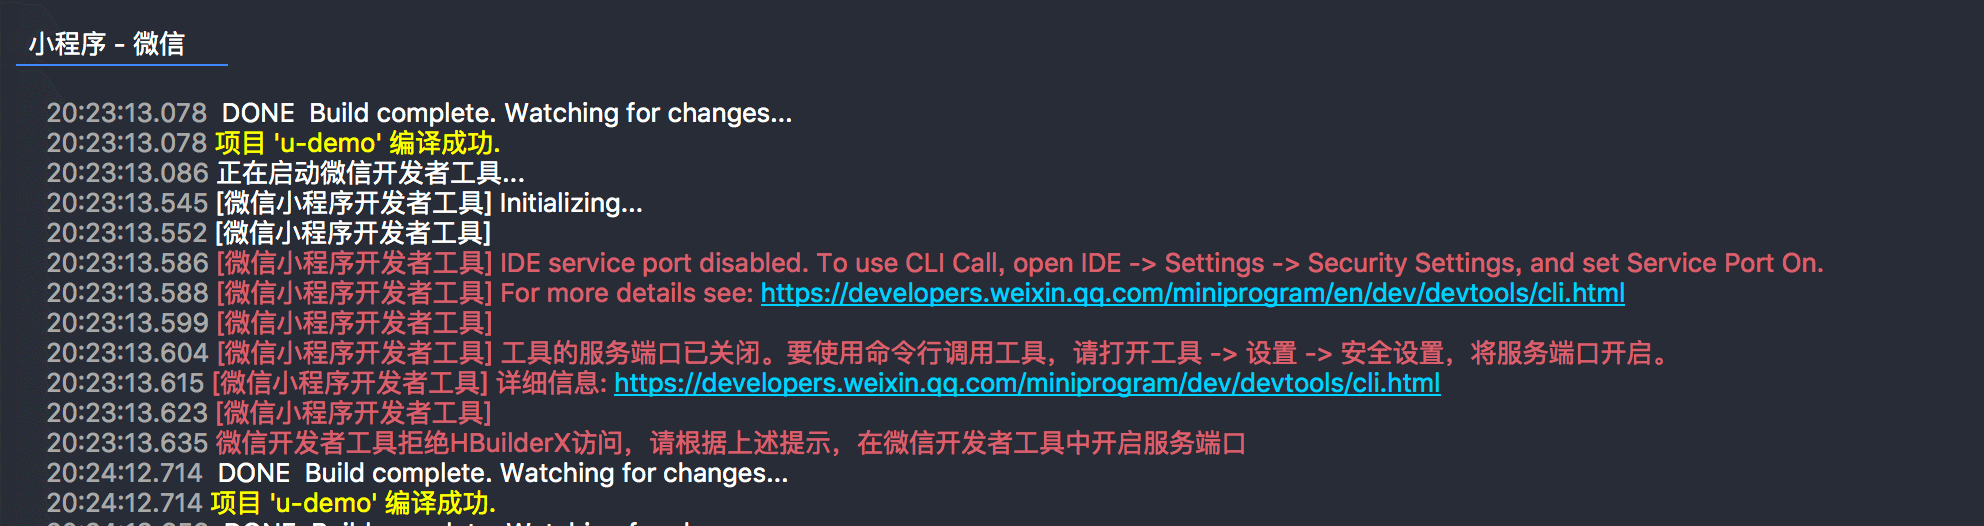 小程序 - 微信
20:23:13.078 DONE Build complete. Watching for changes...
20:23:13.078 项目 'u-demo' 编译成功.
20:23:13.086 正在启动微信开发者工具...
20:23:13.545 [微信小程序开发者工具] Initializing...
20:23:13.552 [微信小程序开发者工具]
20:23:13.586 [微信小程序开发者工具] IDE service port disabled. To use CLI Call, open IDE -> Settings -> Security Settings, and set Service Port On.
20:23:13.588 [微信小程序开发者工具] For more details see: https://developers.weixin.qq.com/miniprogram/en/dev/devtools/cli.html
20:23:13.599 [微信小程序开发者工具]
20:23:13.604 [微信小程序开发者工具] 工具的服务端口已关闭。要使用命令行调用工具，请打开工具 -> 设置 -> 安全设置，将服务端口开启。
20:23:13.615 [微信小程序开发者工具] 详细信息: https://developers.weixin.qq.com/miniprogram/dev/devtools/cli.html
20:23:13.623 [微信小程序开发者工具]
20:23:13.635 微信开发者工具拒绝HBuilderX访问，请根据上述提示，在微信开发者工具中开启服务端口
20:24:12.714 DONE Build complete. Watching for changes...
20:24:12.714 项目 'u-demo' 编译成功.
DONE Build complete. Watching for